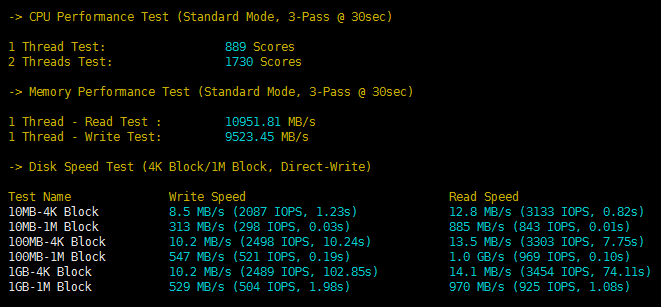 -> CPU Performance Test (Standard Mode, 3-Pass @ 30sec)
1 Thread Test: 889 Scores
2 Threads Test: 1730 Scores
-> Memory Performance Test (Standard Mode, 3-Pass @ 30sec)
1 Thread - Read Test : 10951.81 MB/s
1 Thread - Write Test: 9523.45 MB/s
-> Disk Speed Test (4K Block/1M Block, Direct-Write)
Test Name Write Speed Read Speed
10MB-4K Block 8.5 MB/s (2087 IOPS, 1.23s) 12.8 MB/s (3133 IOPS, 0.82s)
10MB-1M Block 313 MB/s (298 IOPS, 0.03s) 885 MB/s (843 IOPS, 0.01s)
100MB-4K Block 10.2 MB/s (2498 IOPS, 10.24s) 13.5 MB/s (3303 IOPS, 7.75s)
100MB-1M Block 547 MB/s (521 IOPS, 0.19s) 1.0 GB/s (969 IOPS, 0.10s)
1GB-4K Block 10.2 MB/s (2489 IOPS, 102.85s) 14.1 MB/s (3454 IOPS, 74.11s)
1GB-1M Block 529 MB/s (504 IOPS, 1.98s) 970 MB/s (925 IOPS, 1.08s)